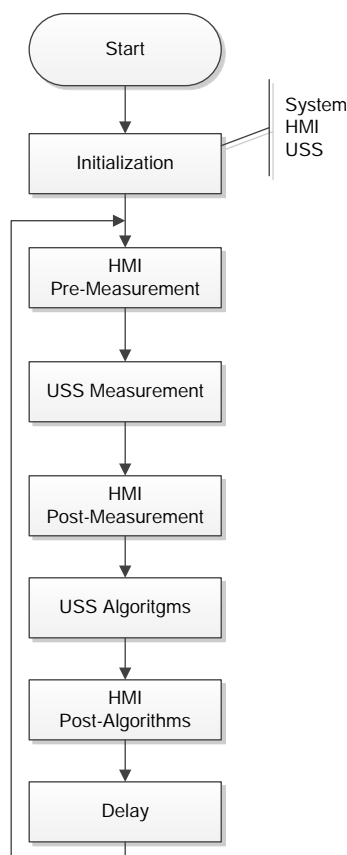 Start
Initialization
System
HMI
USS
HMI
Pre-Measurement
USS Measurement
HMI
Post-Measurement
USS Algoritgms
HMI
Post-Algorithms
Delay